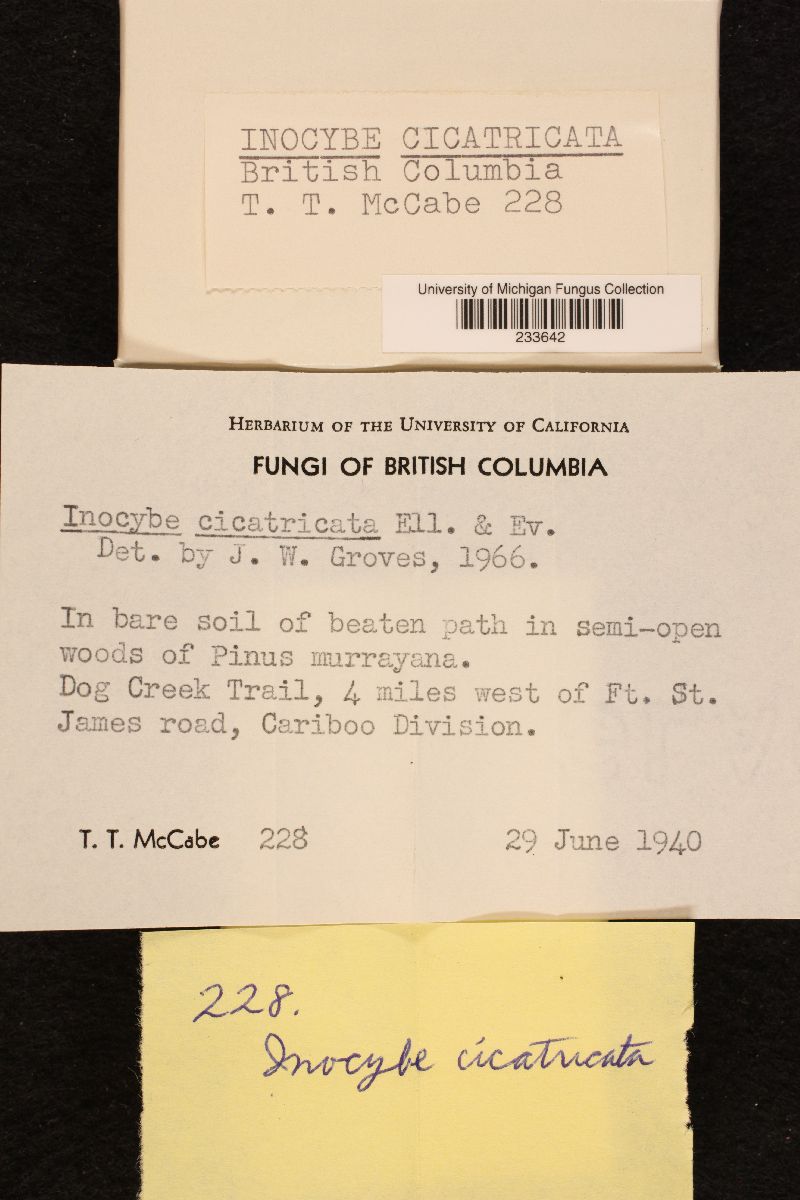 INOCYBE CICATRICATA
British Columbia
T. T. McCabe 228
University of Michigan Fungus Collection
233642
HERBARIUM OF THE UNIVERSITY OF CALIFORNIA
FUNGI OF BRITISH COLUMBIA
Inocybe cicatricata Ell. & Ev.
Det. by J. W. Groves, 1966.
In bare soil of beaten path in semi-open
woods of Pinus murrayana.
Dog Creek Trail, 4 miles west of Ft. St.
James road, Cariboo Division.
T. T. McCabe 228 29 June 1940
228.
Inocybe cicatricata